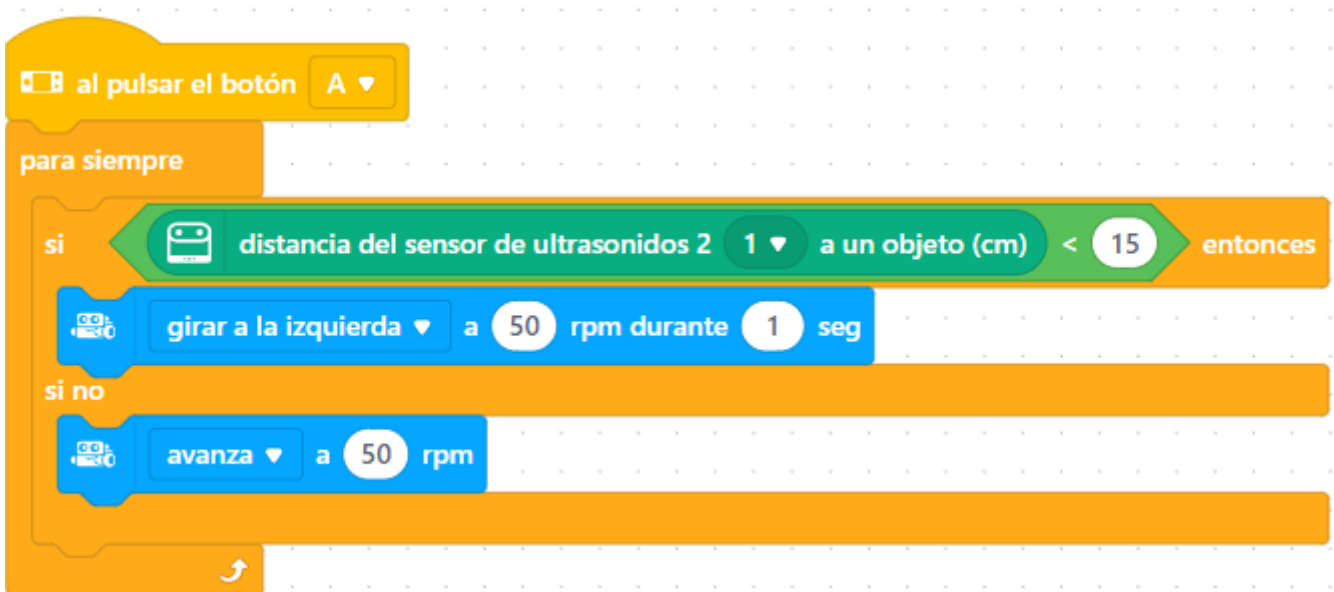 al pulsar el botón A
para siempre
si distancia del sensor de ultrasonidos 2 1 a un objeto (cm) < 15 entonces
girar a la izquierda a 50 rpm durante 1 seg
si no
avanza a 50 rpm